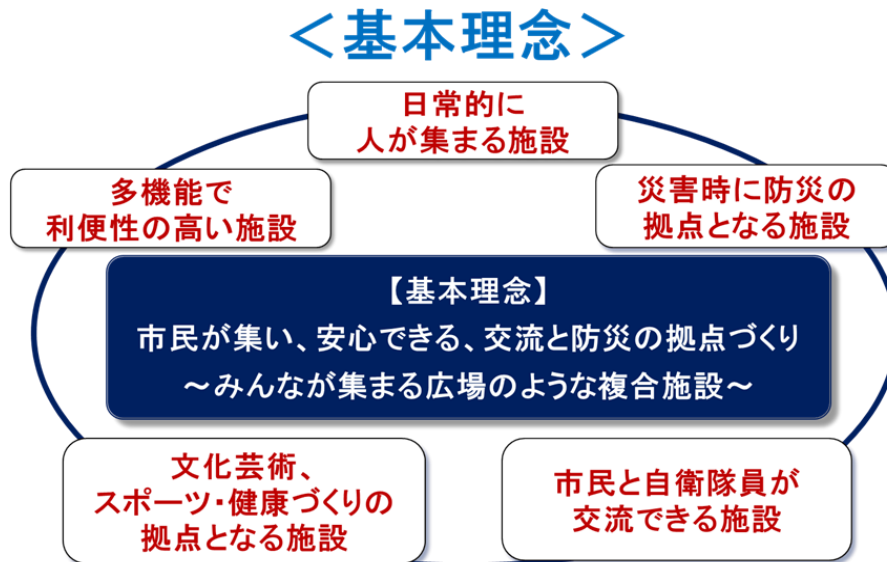 ＜基本理念＞
日常的に
人が集まる施設
多機能で
利便性の高い施設
災害時に防災の
拠点となる施設
【基本理念】
市民が集い、安心できる、交流と防災の拠点づくり
～みんなが集まる広場のような複合施設～
文化芸術、
スポーツ・健康づくりの
拠点となる施設
市民と自衛隊員が
交流できる施設